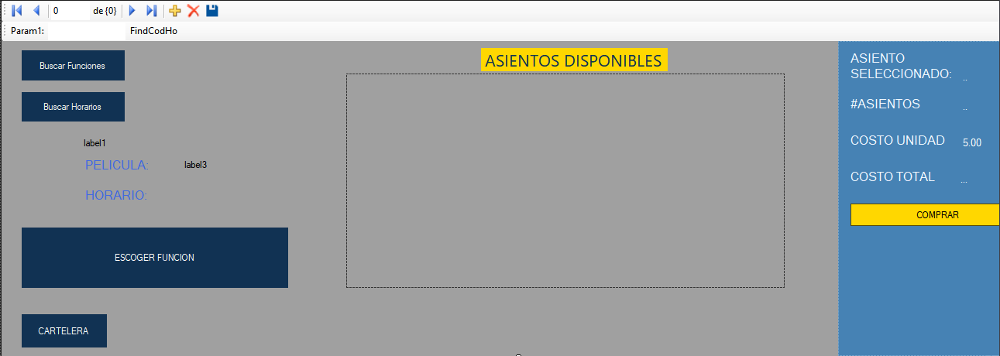 0 de {0}
Param1: FindCodHo
Buscar Funciones
Buscar Horarios
label1
PELICULA: label3
HORARIO:
ESCOGER FUNCION
CARTELERA
ASIENTOS DISPONIBLES
ASIENTO
SELECCIONADO: ..
#ASIENTOS ..
COSTO UNIDAD 5.00
COSTO TOTAL ...
COMPRAR